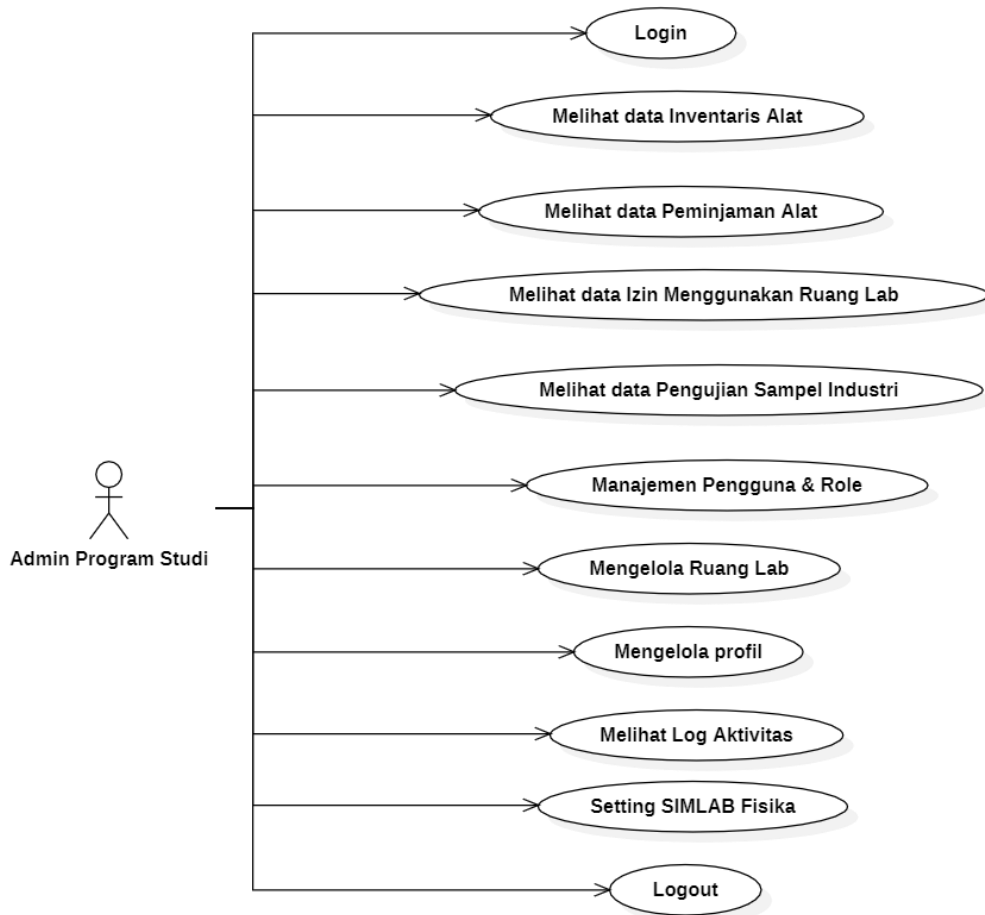 Login
Melihat data Inventaris Alat
Melihat data Peminjaman Alat
Melihat data Izin Menggunakan Ruang Lab
Melihat data Pengujian Sampel Industri
Manajemen Pengguna & Role
Admin Program Studi
Mengelola Ruang Lab
Mengelola profil
Melihat Log Aktivitas
Setting SIMLAB Fisika
Logout